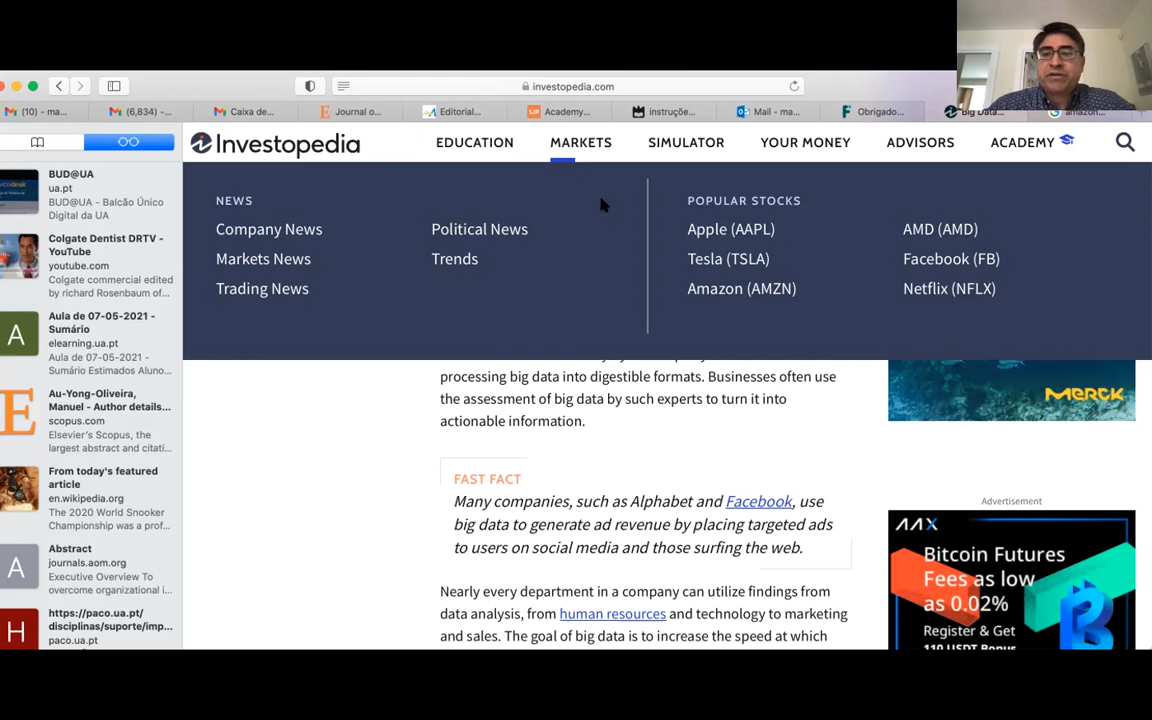 investopedia.com
(10) - ma...
(6,834) -...
Caixa de...
Journal o...
Editorial...
Academy...
instruçõe...
Mail - ma...
Obrigado...
Big Data...
amazon...
Investopedia
EDUCATION
MARKETS
SIMULATOR
YOUR MONEY
ADVISORS
ACADEMY
BUD@UA
ua.pt
BUD@UA - Balcão Único
Digital da UA
Colgate Dentist DRTV -
YouTube
youtube.com
Colgate commercial edited
by richard Rosenbaum of...
A
Aula de 07-05-2021 -
Sumário
elearning.ua.pt
Aula de 07-05-2021 -
Sumário Estimados Aluno...
E
Au-Yong-Oliveira,
Manuel - Author details...
scopus.com
Elsevier's Scopus, the
largest abstract and citati...
From today's featured
article
en.wikipedia.org
The 2020 World Snooker
Championship was a prof...
A
Abstract
journals.aom.org
Executive Overview To
overcome organizational i...
H
https://paco.ua.pt/
disciplinas/suporte/imp...
paco.ua.pt
NEWS
Company News
Political News
Markets News
Trends
Trading News
POPULAR STOCKS
Apple (AAPL)
AMD (AMD)
Tesla (TSLA)
Facebook (FB)
Amazon (AMZN)
Netflix (NFLX)
processing big data into digestible formats. Businesses often use
the assessment of big data by such experts to turn it into
actionable information.
FAST FACT
Many companies, such as Alphabet and Facebook, use
big data to generate ad revenue by placing targeted ads
to users on social media and those surfing the web.
Nearly every department in a company can utilize findings from
data analysis, from human resources and technology to marketing
and sales. The goal of big data is to increase the speed at which
MERCK
Advertisement
AAX
Bitcoin Futures
Fees as low
as 0.02%
Register & Get
110 USDT Bonus